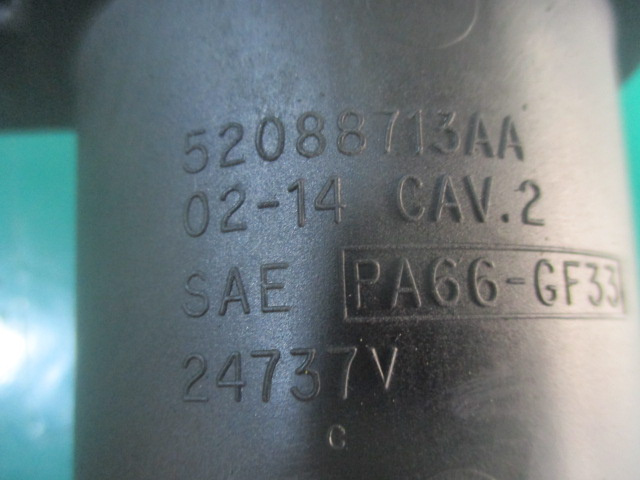 52088713AA
02-14 CAV.2
SAE PA66-GF33
24737V
C